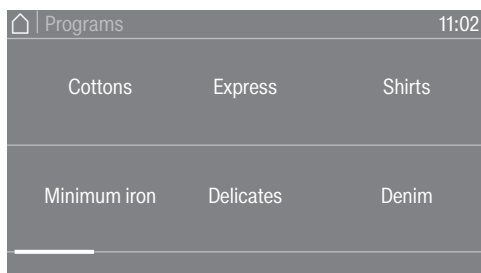 Programs 11:02
Cottons Express Shirts
Minimum iron Delicates Denim